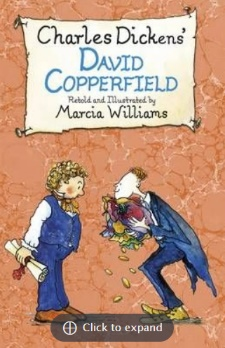 Charles Dickens'
DAVID
COPPERFIELD
Retold and Illustrated by
Marcia Williams
Click to expand